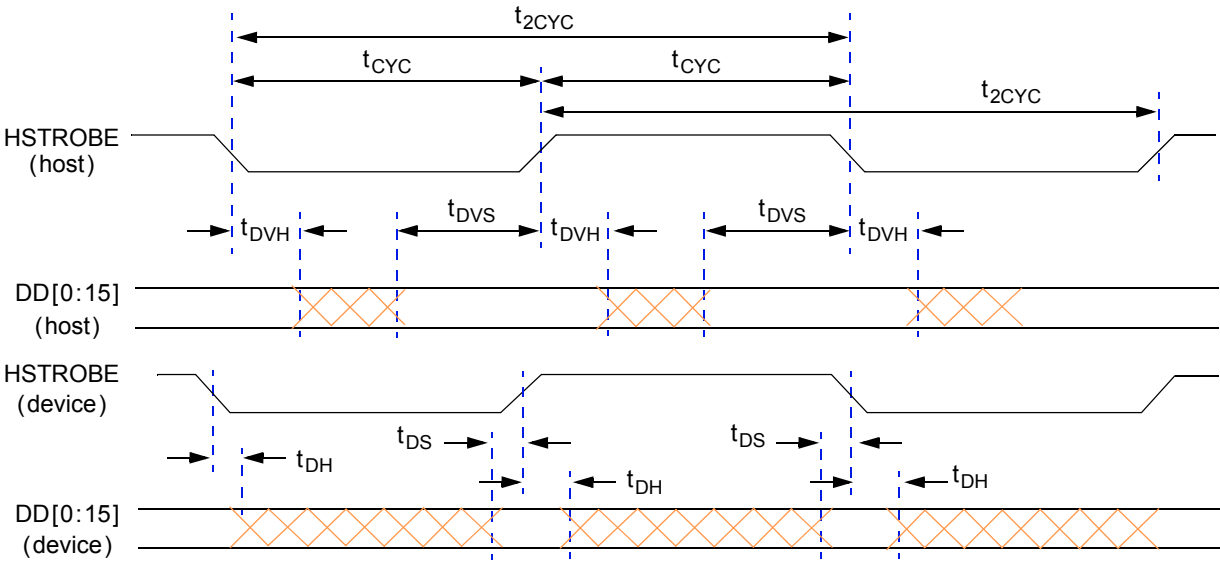 t2CYC
tCYC tCYC
t2CYC
HSTROBE
(host)
tDVH tDVS tDVH tDVS tDVH
DD[0:15]
(host)
HSTROBE
(device)
tDS tDS
tDH tDH tDH
DD[0:15]
(device)